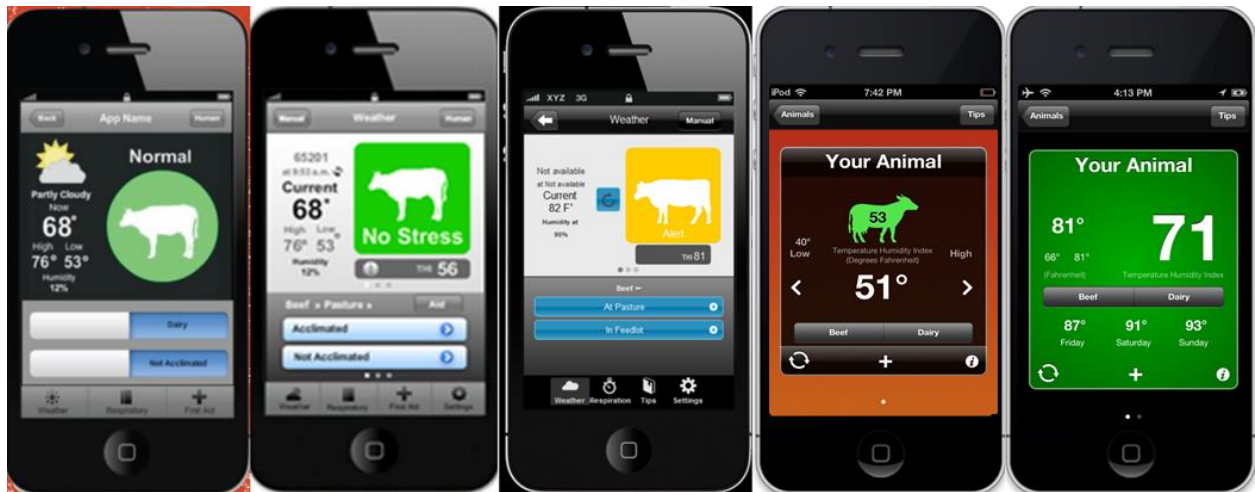 Back App Name Human
Normal
Partly Cloudy
Now
68°
High Low
76° 53°
Humidity
12%
Dairy
Not Acclimated
Weather Respiratory First Aid
Manual Weather Human
65201
at 9:53 a.m.
Current
68°
High Low
76° 53°
Humidity
12%
No Stress
THI 56
Beef » Pasture » Aid
Acclimated
Not Acclimated
Weather Respiratory First Aid Settings
XYZ 3G
Weather Manual
Not available
at Not available
Current
82 F°
Humidity at
90%
Alert
THI 81
Beef
At Pasture
In Feedlot
Weather Respiration Tips Settings
iPod 7:42 PM
Animals Tips
Your Animal
53
40°
Low
Temperature Humidity Index
(Degrees Fahrenheit)
High
51°
Beef Dairy
4:13 PM
Animals Tips
Your Animal
81°
71
66° 81°
(Fahrenheit) Temperature Humidity Index
Beef Dairy
87° 91° 93°
Friday Saturday Sunday